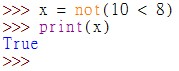 >>> x = not(10 < 8)
>>> print(x)
True
>>>